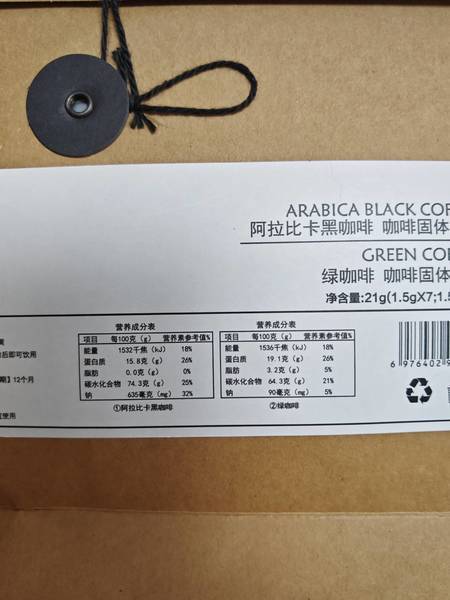 ARABICA BLACK COF
阿拉比卡黑咖啡 咖啡固体
GREEN COF
绿咖啡 咖啡固体
净含量:21g(1.5gX7;1.5
后即可饮用
期】12个月
使用
营养成分表
项目 每100克（g） 营养素参考值%
能量 1532千焦（kJ） 18%
蛋白质 15.8克（g） 26%
脂肪 0.0克（g） 0%
碳水化合物 74.3克（g） 25%
钠 635毫克（mg） 32%
①阿拉比卡黑咖啡
营养成分表
项目 每100克（g） 营养素参考值%
能量 1536千焦（kJ） 18%
蛋白质 19.1克（g） 26%
脂肪 3.2克（g） 5%
碳水化合物 64.3克（g） 21%
钠 90毫克（mg） 5%
②绿咖啡
6 976402 9